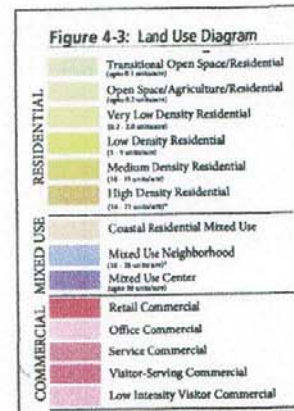 Figure 4-3: Land Use Diagram
RESIDENTIAL
Transitional Open Space/Residential
Open Space/Agriculture/Residential
Very Low Density Residential
Low Density Residential
Medium Density Residential
High Density Residential
MIXED USE
Coastal Residential Mixed Use
Mixed Use Neighborhood
Mixed Use Center
COMMERCIAL
Retail Commercial
Office Commercial
Service Commercial
Visitor-Serving Commercial
Low Intensity Visitor Commercial